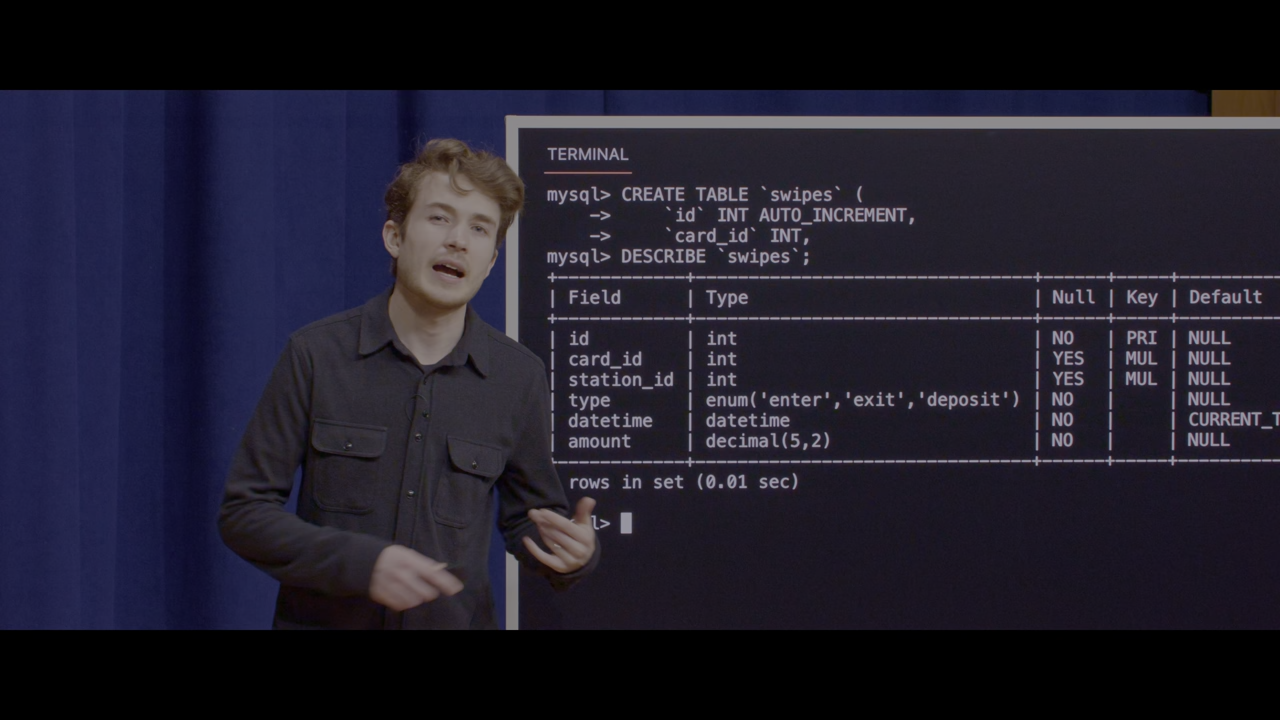 TERMINAL
mysql> CREATE TABLE `swipes` (
    ->     `id` INT AUTO_INCREMENT,
    ->     `card_id` INT,
mysql> DESCRIBE `swipes`;
+------------+---------------------------------+------+-----+----------
| Field      | Type                            | Null | Key | Default
+------------+---------------------------------+------+-----+----------
| id         | int                             | NO   | PRI | NULL
| card_id    | int                             | YES  | MUL | NULL
| station_id | int                             | YES  | MUL | NULL
| type       | enum('enter','exit','deposit')  | NO   |     | NULL
| datetime   | datetime                        | NO   |     | CURRENT_T
| amount     | decimal(5,2)                    | NO   |     | NULL
+------------+---------------------------------+------+-----+----------
rows in set (0.01 sec)
l>